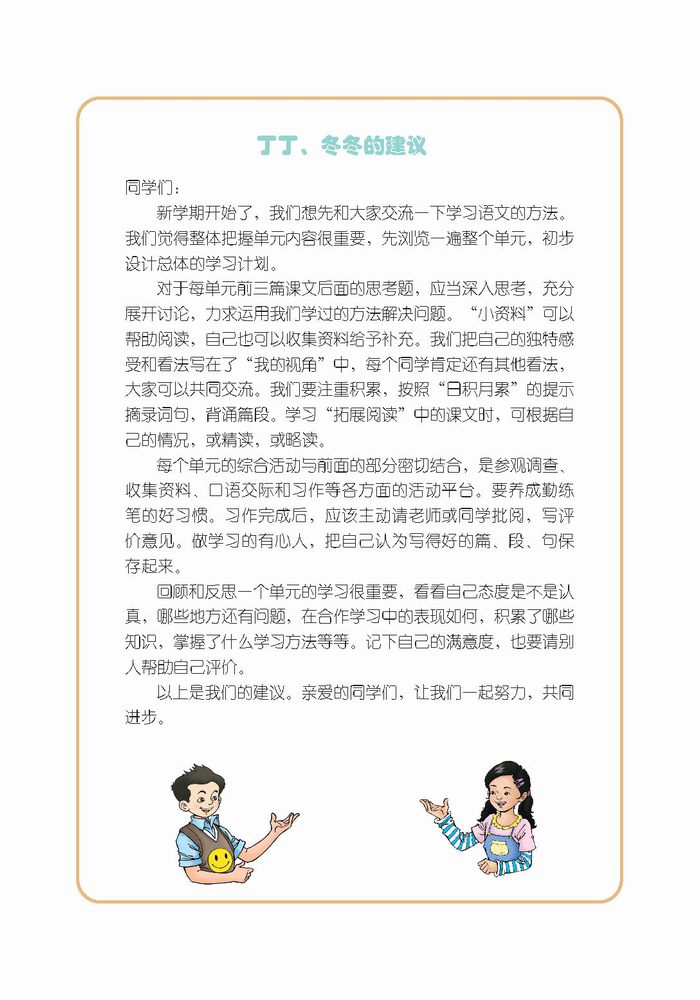 丁丁、冬冬的建议
同学们：
新学期开始了，我们想先和大家交流一下学习语文的方法。
我们觉得整体把握单元内容很重要，先浏览一遍整个单元，初步
设计总体的学习计划。
对于每单元前三篇课文后面的思考题，应当深入思考，充分
展开讨论，力求运用我们学过的方法解决问题。“小资料”可以
帮助阅读，自己也可以收集资料给予补充。我们把自己的独特感
受和看法写在了“我的视角”中，每个同学肯定还有其他看法，
大家可以共同交流。我们要注重积累，按照“日积月累”的提示
摘录词句，背诵篇段。学习“拓展阅读”中的课文时，可根据自
己的情况，或精读，或略读。
每个单元的综合活动与前面的部分密切结合，是参观调查、
收集资料、口语交际和习作等各方面的活动平台。要养成勤练
笔的好习惯。习作完成后，应该主动请老师或同学批阅，写评
价意见。做学习的有心人，把自己认为写得好的篇、段、句保
存起来。
回顾和反思一个单元的学习很重要，看看自己态度是不是认
真，哪些地方还有问题，在合作学习中的表现如何，积累了哪些
知识，掌握了什么学习方法等等。记下自己的满意度，也要请别
人帮助自己评价。
以上是我们的建议。亲爱的同学们，让我们一起努力，共同
进步。